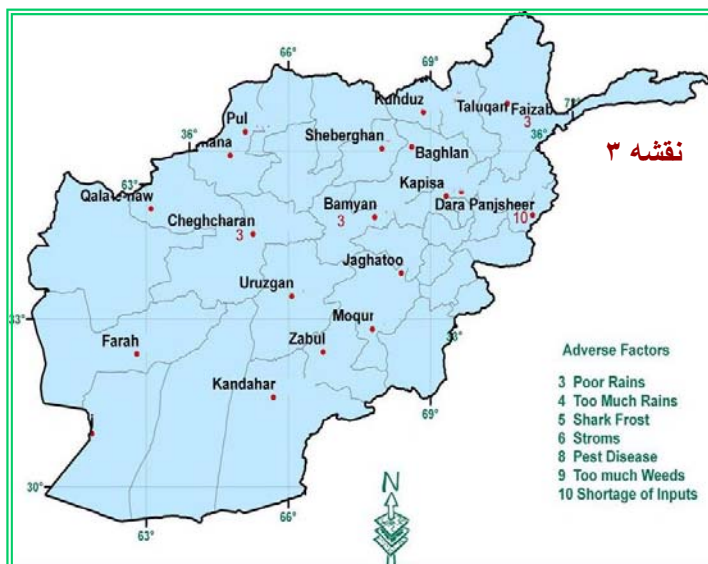 66°
69°
Kunduz
Taluqan
Faizab
3
Pul
36°
36°
mana
Sheberghan
Baghlan
نقشه ۳
63°
Qala-e-naw
Kapisa
Dara Panjsheer
10
Cheghcharan
3
Bamyan
3
Jaghatoo
Uruzgan
Moqur
33°
33°
Farah
Zabul
Kandahar
69°
30°
66°
63°
N
Adverse Factors
3 Poor Rains
4 Too Much Rains
5 Shark Frost
6 Stroms
8 Pest Disease
9 Too much Weeds
10 Shortage of Inputs